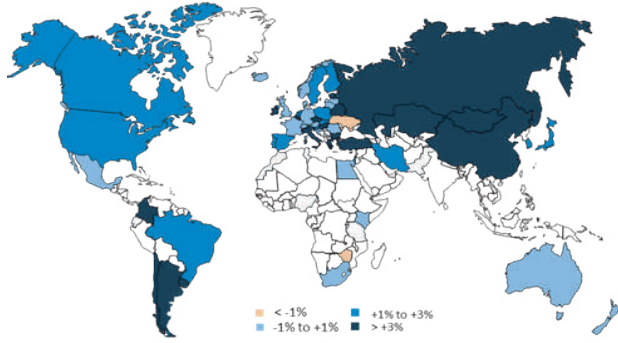 < -1%
+1% to +3%
-1% to +1%
> +3%